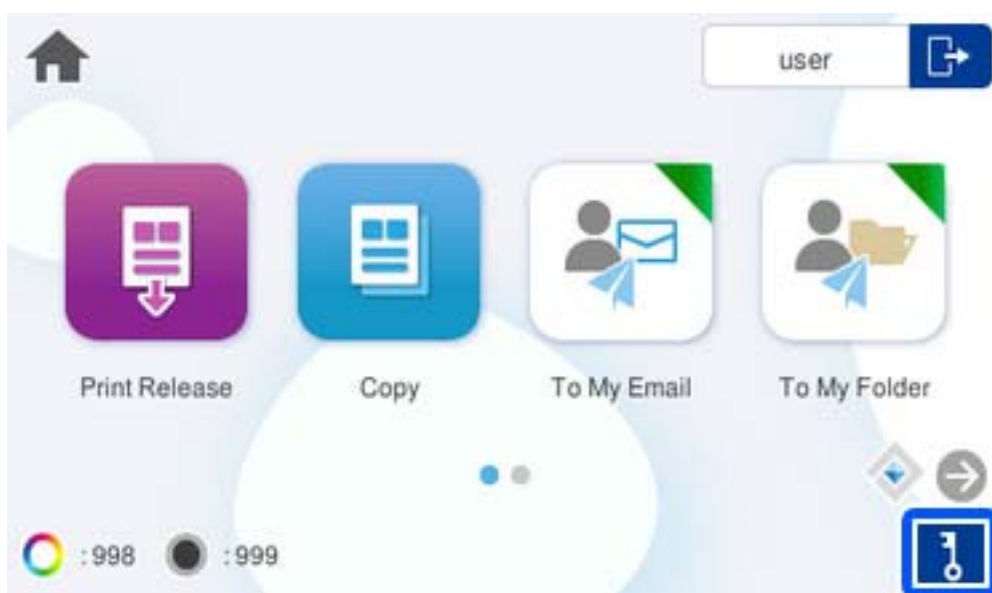 user
Print Release
Copy
To My Email
To My Folder
:998
:999